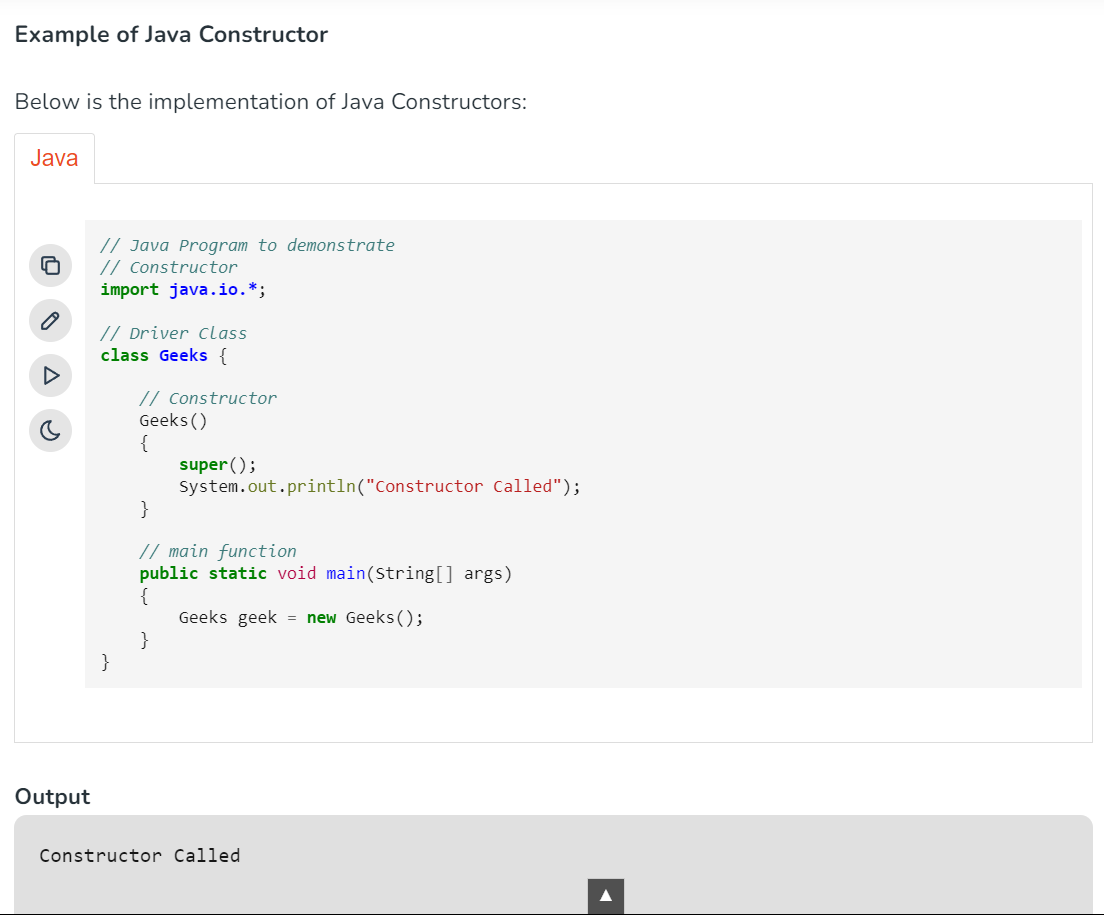 Example of Java Constructor
Below is the implementation of Java Constructors:
Java
// Java Program to demonstrate
// Constructor
import java.io.*;
// Driver Class
class Geeks {
// Constructor
Geeks()
{
super();
System.out.println("Constructor Called");
}
// main function
public static void main(String[] args)
{
Geeks geek = new Geeks();
}
}
Output
Constructor Called